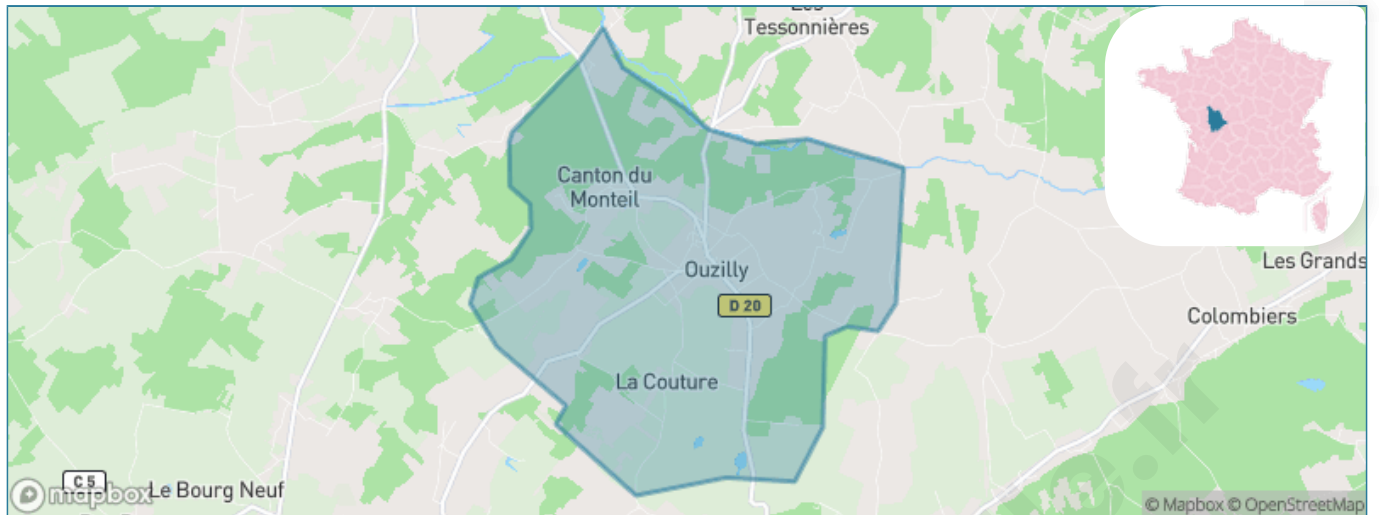 Les
Tessonnières
Canton du
Monteil
Ouzilly
Les Grands
D 20
Colombiers
La Couture
C 5
Le Bourg Neuf
mapbox
© Mapbox © OpenStreetMap